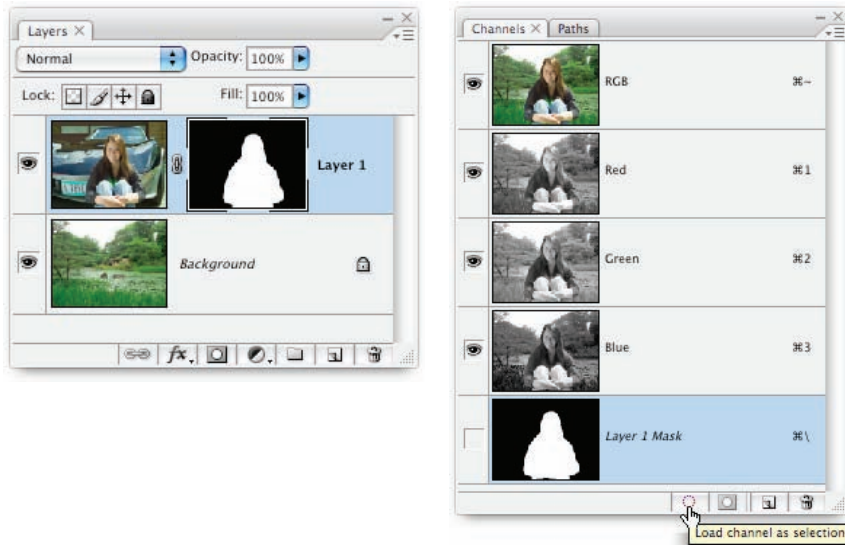 Layers ×
Normal
Opacity: 100%
Lock:
Fill: 100%
Layer 1
Background
fx
Channels × Paths
RGB ⌘~
Red ⌘1
Green ⌘2
Blue ⌘3
Layer 1 Mask ⌘\
Load channel as selection